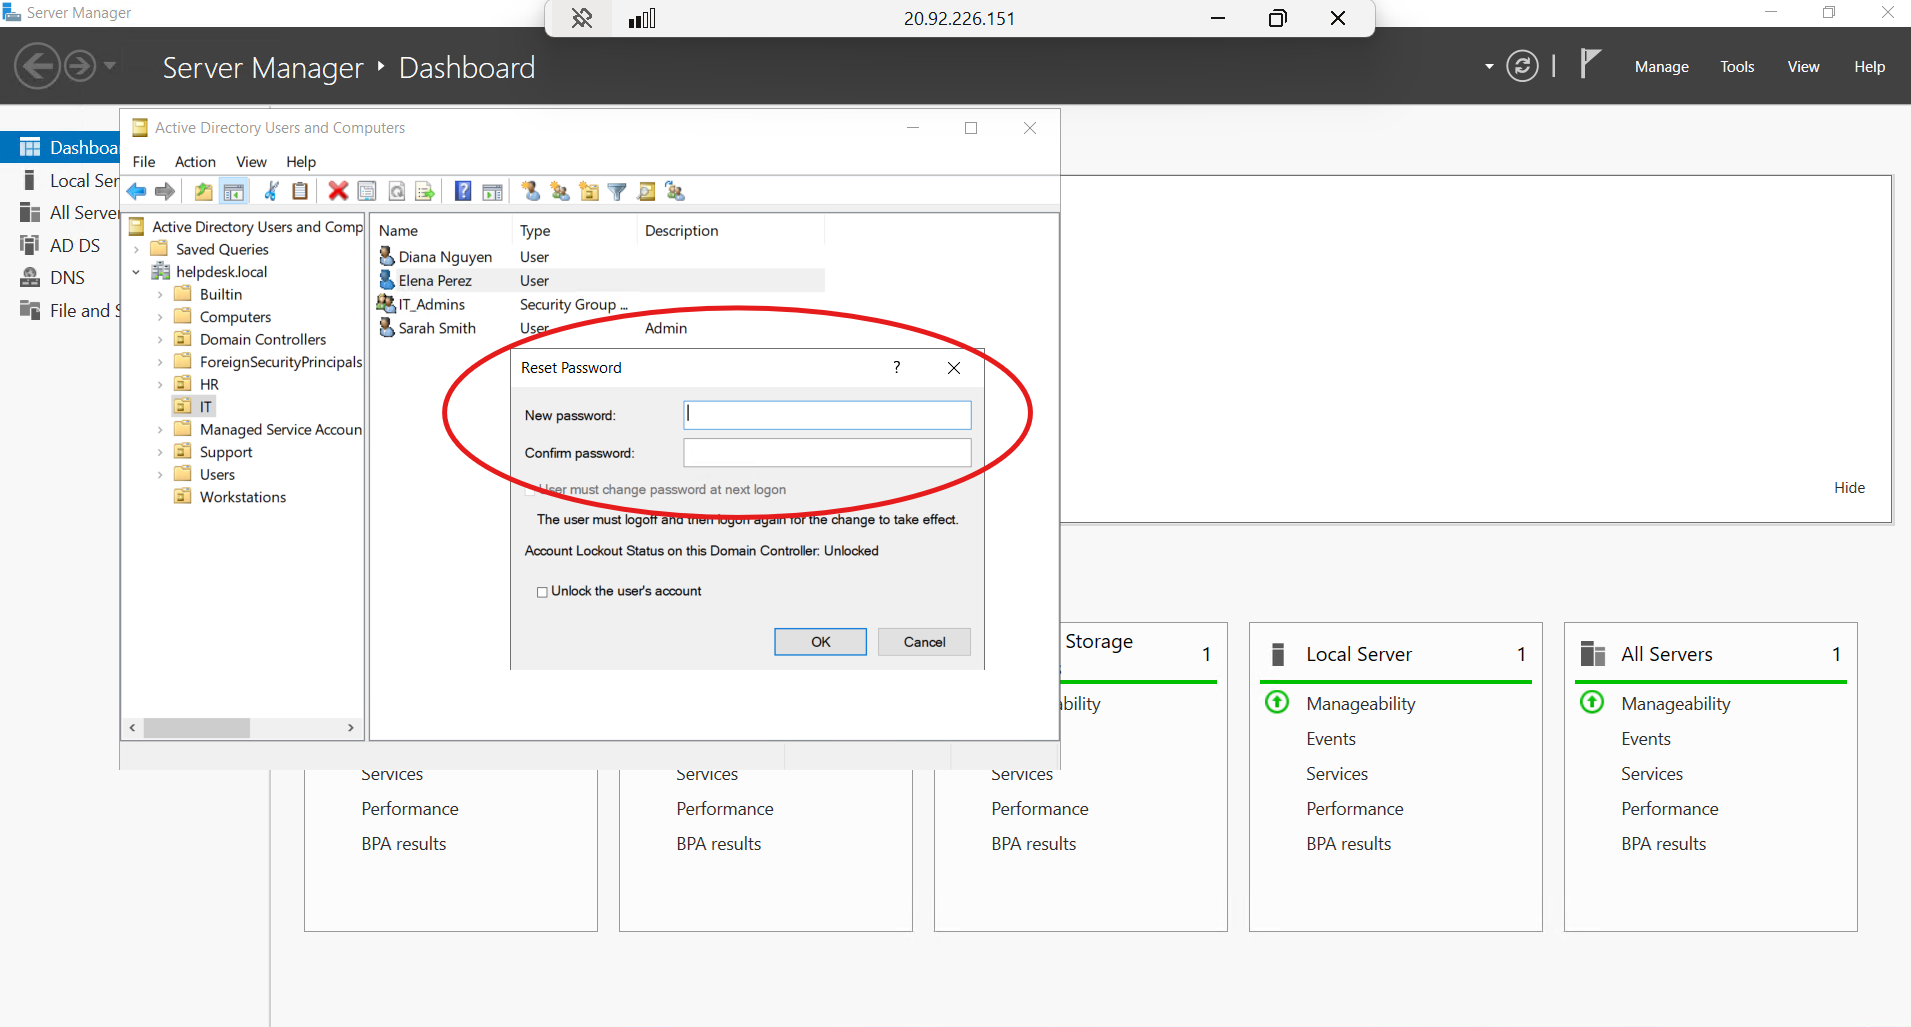 Server Manager
20.92.226.151
Server Manager
Dashboard
Manage
Tools
View
Help
Active Directory Users and Computers
File
Action
View
Help
Dashboa
Local Ser
All Server
AD DS
DNS
File and S
Active Directory Users and Comp
Saved Queries
helpdesk.local
Builtin
Computers
Domain Controllers
ForeignSecurityPrincipals
HR
IT
Managed Service Accoun
Support
Users
Workstations
Name Type Description
Diana Nguyen User
Elena Perez User
IT_Admins Security Group ...
Sarah Smith User Admin
Reset Password ?
New password:
Confirm password:
User must change password at next logon
The user must logoff and then logon again for the change to take effect.
Account Lockout Status on this Domain Controller: Unlocked
Unlock the user's account
OK Cancel
Hide
Services
Performance
BPA results
Services
Performance
BPA results
Storage 1
bility
Services
Performance
BPA results
Local Server 1
Manageability
Events
Services
Performance
BPA results
All Servers 1
Manageability
Events
Services
Performance
BPA results